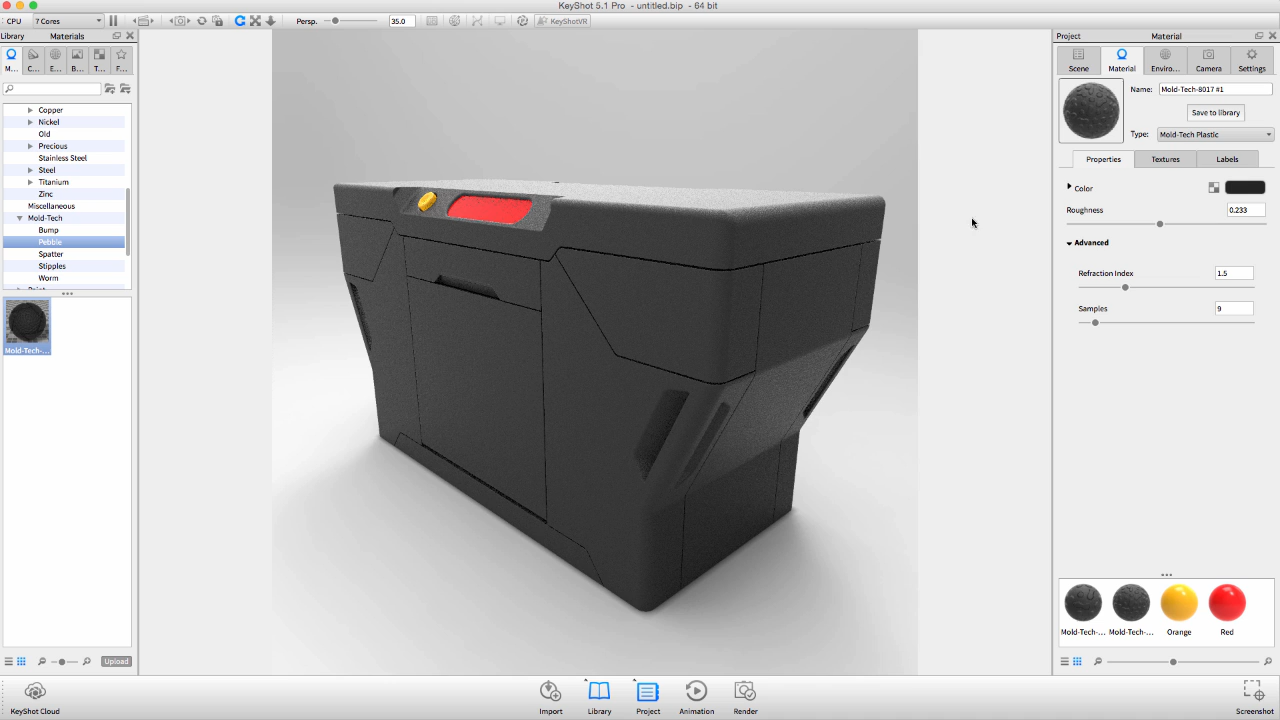 KeyShot 5.1 Pro - untitled.bip - 64 bit
CPU 7 Cores Persp. 35.0 KeyShotVR
Library Materials
M... C... E... B... T... F...
Copper
Nickel
Old
Precious
Stainless Steel
Steel
Titanium
Zinc
Miscellaneous
Mold-Tech
Bump
Pebble
Spatter
Stipples
Worm
Mold-Tech-...
Upload
Project Material
Scene Material Enviro... Camera Settings
Name: Mold-Tech-8017 #1
Save to library
Type: Mold-Tech Plastic
Properties Textures Labels
Color
Roughness 0.233
Advanced
Refraction Index 1.5
Samples 9
Mold-Tech-... Mold-Tech-... Orange Red
KeyShot Cloud Import Library Project Animation Render Screenshot